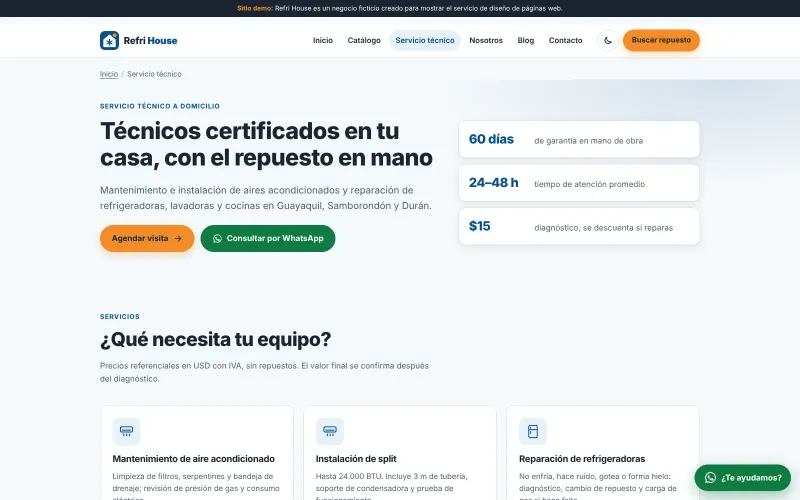 Sitio demo: Refri House es un negocio ficticio creado para mostrar el servicio de diseño de páginas web.
Refri House
Inicio Catálogo Servicio técnico Nosotros Blog Contacto Buscar repuesto
Inicio / Servicio técnico
SERVICIO TÉCNICO A DOMICILIO
Técnicos certificados en tu
casa, con el repuesto en mano
Mantenimiento e instalación de aires acondicionados y reparación de
refrigeradoras, lavadoras y cocinas en Guayaquil, Samborondón y Durán.
Agendar visita → Consultar por WhatsApp
60 días de garantía en mano de obra
24–48 h tiempo de atención promedio
$15 diagnóstico, se descuenta si reparas
SERVICIOS
¿Qué necesita tu equipo?
Precios referenciales en USD con IVA, sin repuestos. El valor final se confirma después
del diagnóstico.
Mantenimiento de aire acondicionado
Limpieza de filtros, serpentines y bandeja de
drenaje; revisión de presión de gas y consumo
Instalación de split
Hasta 24.000 BTU. Incluye 3 m de tubería,
soporte de condensadora y prueba de
Reparación de refrigeradoras
No enfría, hace ruido, gotea o forma hielo:
diagnóstico, cambio de repuesto y carga de
¿Te ayudamos?